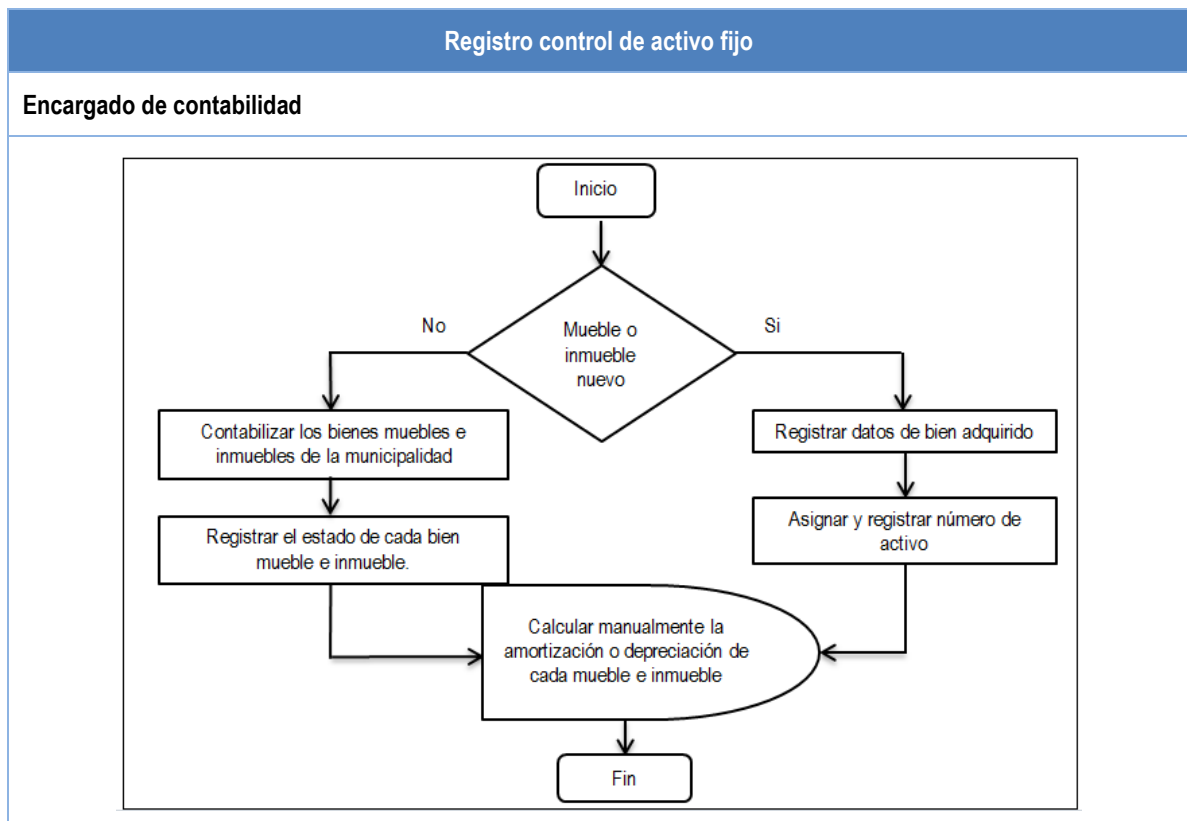 Registro control de activo fijo
Encargado de contabilidad
Inicio
No
Mueble o
inmueble
nuevo
Si
Contabilizar los bienes muebles e
inmuebles de la municipalidad
Registrar datos de bien adquirido
Registrar el estado de cada bien
mueble e inmueble.
Asignar y registrar número de
activo
Calcular manualmente la
amortización o depreciación de
cada mueble e inmueble
Fin